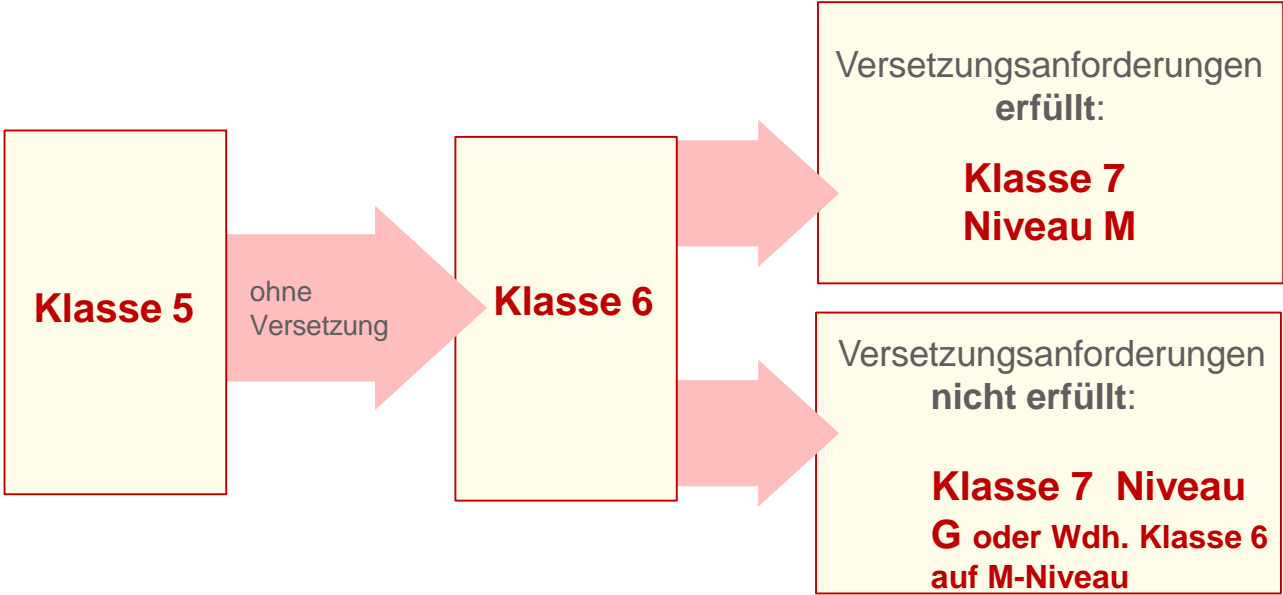 Klasse 5
ohne
Versetzung
Klasse 6
Versetzungsanforderungen
erfüllt:
Klasse 7
Niveau M
Versetzungsanforderungen
nicht erfüllt:
Klasse 7 Niveau
G oder Wdh. Klasse 6
auf M-Niveau